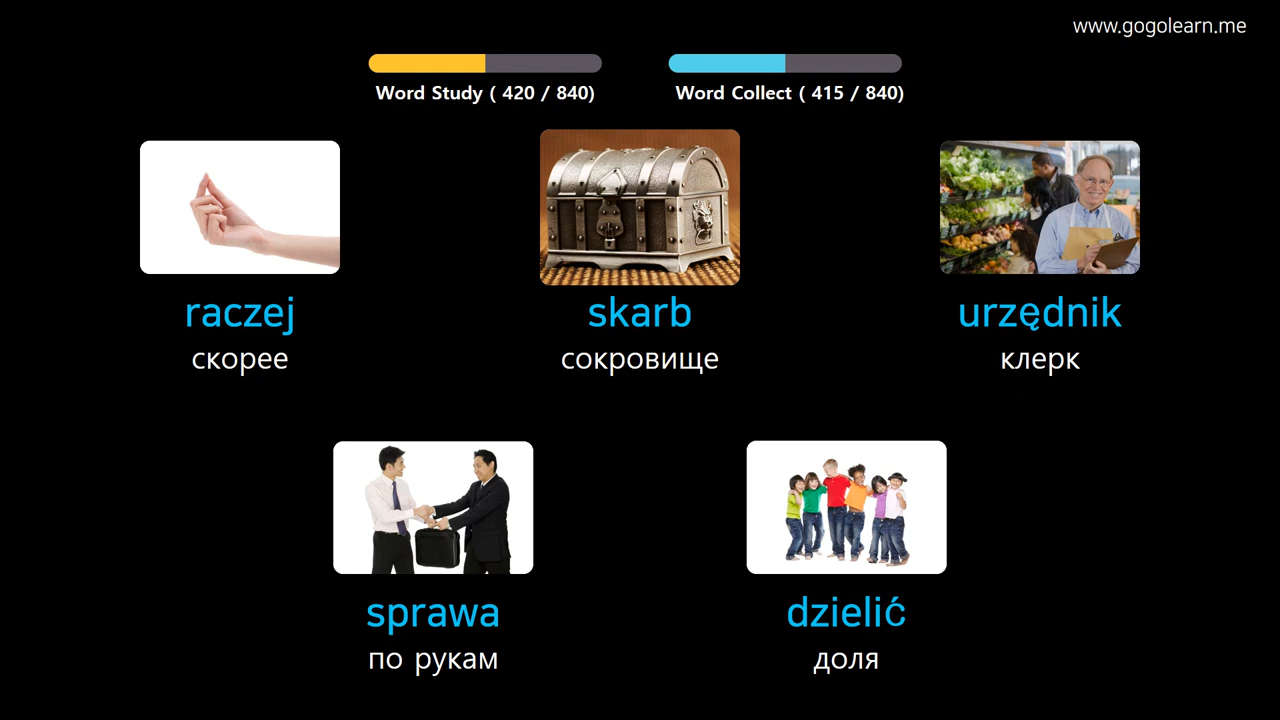 www.gogolearn.me
Word Study ( 420 / 840)
Word Collect ( 415 / 840)
raczej
скорее
skarb
сокровище
urzędnik
клерк
sprawa
по рукам
dzielić
доля